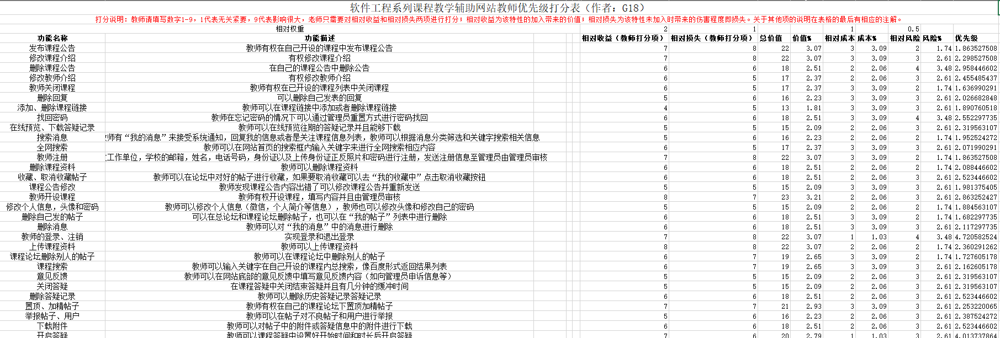 软件工程系列课程教学辅助网站教师优先级打分表（作者：G18）
打分说明：教师请填写数字1-9，1代表无关紧要，9代表影响很大，老师只需要对相对收益和相对损失两项进行打分；相对收益为该特性的加入带来的价值；相对损失为该特性未加入时带来的伤害程度即损失。关于其他项的说明在表格的最后有相应的注解。
相对权重 2 1 1 0.5
功能名称 功能描述 相对收益（教师打分项） 相对损失（教师打分项） 总价值 价值% 相对成本 成本% 相对风险 风险% 优先级
发布课程公告 教师有权在自己开设的课程中发布课程公告 7 8 22 3.07 3 3.09 2 1.74 1.863527508
修改课程介绍 有权修改课程介绍 7 8 22 3.07 3 3.09 3 2.61 2.298527508
删除课程公告 在自己的课程公告中删除公告 6 6 18 2.51 2 2.06 4 3.48 2.958446602
修改教师介绍 有权修改教师介绍 6 5 17 2.37 2 2.06 3 2.61 2.455485437
教师关闭课程 教师有权在已开设的课程列表中关闭课程 6 5 17 2.37 3 3.09 2 1.74 1.636990291
删除回复 可以删除自己发表的回复 5 6 16 2.23 3 3.09 3 2.61 2.026682848
添加、删除课程链接 教师可以在课程链接中添加或者删除课程链接 4 5 13 1.81 3 3.09 3 2.61 1.890760518
找回密码 教师在忘记密码的情况下可以通过管理员重置方式进行密码找回 6 6 18 2.51 3 3.09 4 3.48 2.552297735
在线预览、下载答疑记录 教师可以在线预览往期的答疑记录并且能够下载 5 5 15 2.09 2 2.06 3 2.61 2.319563107
搜索消息 师有“我的消息”来接受系统通知，回复我的信息或者是关注课程信息列表，教师可以根据消息分类筛选和关键字搜索相关信息 5 6 16 2.23 2 2.06 2 1.74 1.952524272
全网搜索 教师可以在网站首页的搜索框内输入关键字来进行全网搜索相应内容 6 5 17 2.37 3 3.09 3 2.61 2.071990291
教师注册 工作单位，学校的邮箱，姓名，电话号码，身份证以及上传身份证正反照片和密码进行注册，发送注册信息至管理员由管理员审核 7 8 22 3.07 3 3.09 2 1.74 1.863527508
删除课程资料 教师可以删除课程资料 6 6 18 2.51 2 2.06 2 1.74 2.088446602
收藏、取消收藏帖子 教师可以在论坛中对好的帖子进行收藏，如果要取消收藏可以去“我的收藏中”点击取消收藏按钮 6 6 18 2.51 2 2.06 3 2.61 2.523446602
课程公告修改 教师发现课程公告内容出错了可以修改课程公告并重新发送 5 5 15 2.09 3 3.09 3 2.61 1.981375405
教师开设课程 教师有权开设课程，填写内容并且由管理员审核 8 7 23 3.21 2 2.06 3 2.61 2.863252427
修改个人信息，头像和密码 教师可以修改个人信息（微信，个人简介等信息），教师也可以修改头像和修改自己的密码 5 5 15 2.09 2 2.06 2 1.74 1.884563107
删除自己发的帖子 可以在总论坛和课程论坛删除帖子，也可以在“我的帖子”列表中进行删除 6 6 18 2.51 3 3.09 2 1.74 1.682297735
删除消息 教师可以对“我的消息”中的消息进行删除 6 6 18 2.51 3 3.09 3 2.61 2.117297735
教师的登录、注销 实现登录和退出登录 7 8 22 3.07 1 1.03 4 3.48 4.720582524
上传课程资料 教师可以上传课程资料 8 8 22 3.07 2 2.06 2 1.74 2.360291262
课程论坛删除别人的帖子 教师可以在课程论坛中删除别人的帖子 6 7 19 2.65 3 3.09 2 1.74 1.727605178
课程搜索 教师可以输入关键字在自己开设的课程内总搜索，像百度形式返回结果列表 6 7 19 2.65 3 3.09 3 2.61 2.162605178
意见反馈 教师可以在网站底部的意见反馈中填写意见反馈内容（如向管理员申诉信息等） 5 5 15 2.09 2 2.06 3 2.61 2.319563107
关闭答疑 在课程答疑中关闭结束答疑并且有几分钟的缓冲时间 5 5 15 2.09 2 2.06 3 2.61 2.319563107
删除答疑记录 教师可以删除历史答疑记录答疑记录 6 6 18 2.51 2 2.06 3 2.61 2.523446602
置顶、加精帖子 教师有权在自己的课程论坛下置顶加精帖子 7 7 21 2.93 3 3.09 3 2.61 2.253220065
举报帖子、用户 教师可以在帖子对不良帖子和用户进行举报 5 6 16 2.23 2 2.06 3 2.61 2.387524272
下载附件 教师可以对帖子中的附件或答疑信息中的附件进行下载 6 6 18 2.51 2 2.06 3 2.61 2.523446602
开启答疑 教师可以课程答疑中设置好开始时间和时长后开启答疑 7 6 20 2.79 1 1.03 3 2.61 4.013737864